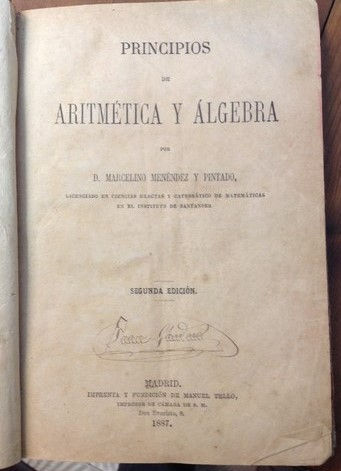 PRINCIPIOS
DE
ARITMÉTICA Y ÁLGEBRA
POR
D. MARCELINO MENÉNDEZ Y PINTADO,
LICENCIADO EN CIENCIAS EXACTAS Y CATEDRÁTICO DE MATEMÁTICAS
EN EL INSTITUTO DE SANTANDER.
SEGUNDA EDICIÓN.
MADRID.
IMPRENTA Y FUNDICIÓN DE MANUEL TELLO,
IMPRESOR DE CÁMARA DE S. M.
Don Evaristo, 8.
1887.